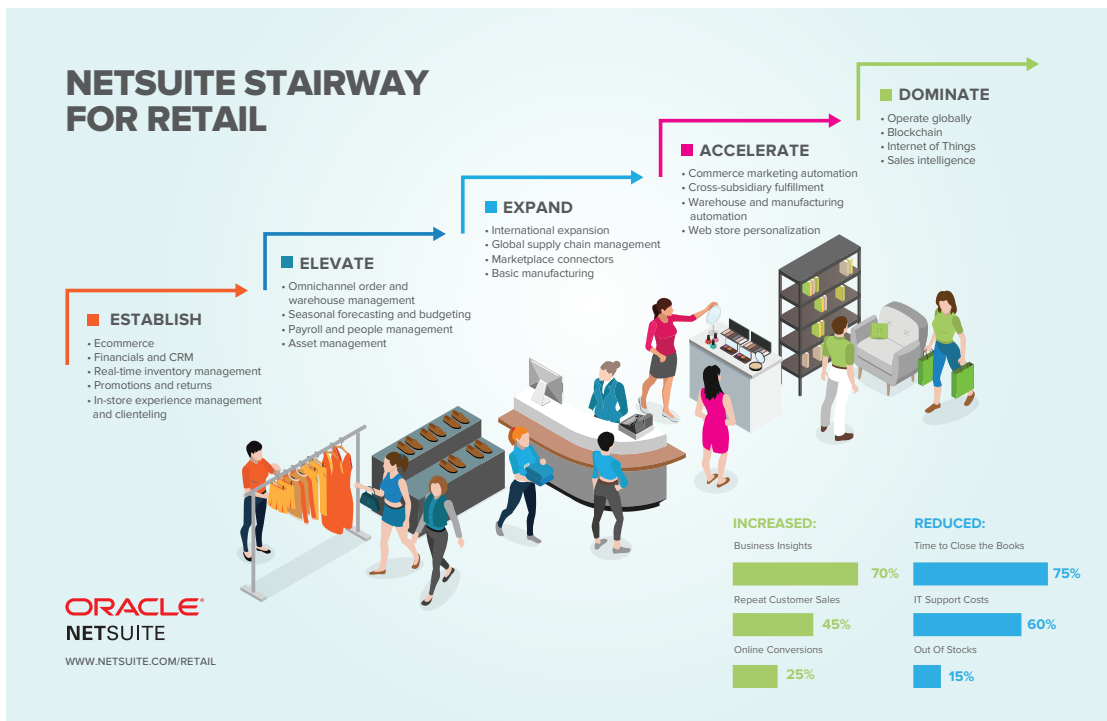 NETSUITE STAIRWAY
FOR RETAIL
ESTABLISH
• Ecommerce
• Financials and CRM
• Real-time inventory management
• Promotions and returns
• In-store experience management
and clienteling
ELEVATE
• Omnichannel order and
warehouse management
• Seasonal forecasting and budgeting
• Payroll and people management
• Asset management
EXPAND
• International expansion
• Global supply chain management
• Marketplace connectors
• Basic manufacturing
ACCELERATE
• Commerce marketing automation
• Cross-subsidiary fulfillment
• Warehouse and manufacturing
automation
• Web store personalization
DOMINATE
• Operate globally
• Blockchain
• Internet of Things
• Sales intelligence
INCREASED:
Business Insights
70%
Repeat Customer Sales
45%
Online Conversions
25%
REDUCED:
Time to Close the Books
75%
IT Support Costs
60%
Out Of Stocks
15%
ORACLE®
NETSUITE
WWW.NETSUITE.COM/RETAIL